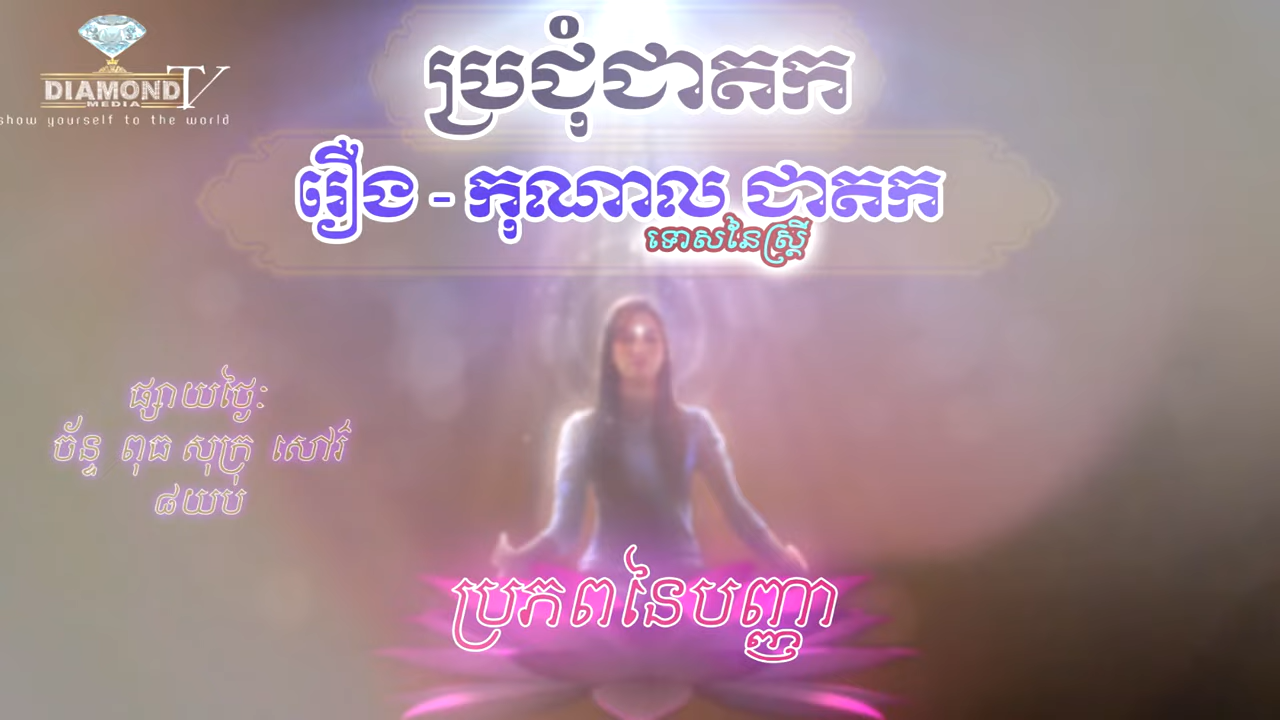 DIAMOND TV
MEDIA
show yourself to the world
ប្រជុំជាតក
រឿង - កុណាល ជាតក
ទោសនៃស្ត្រី
ផ្សាយថ្ងៃ:
ច័ន្ទ ពុធ សុក្រ សៅរ៍
៨យប់
ប្រភពនៃបញ្ញា